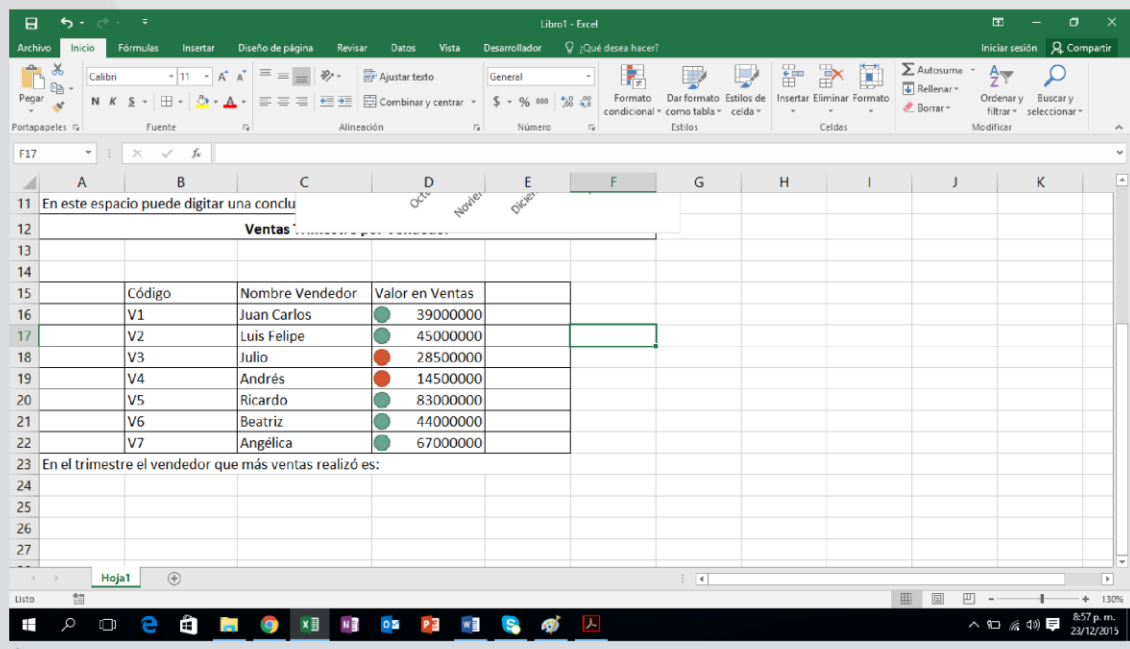 Libro1 - Excel
Archivo Inicio Fórmulas Insertar Diseño de página Revisar Datos Vista Desarrollador ¿Qué desea hacer? Iniciar sesión Compartir
Calibri 11 Ajustar texto General Autosuma
Pegar N K S Combinar y centrar $ % 000 Formato condicional Dar formato como tabla Estilos de celda Insertar Eliminar Formato Rellenar Borrar Ordenar y filtrar Buscar y seleccionar
Portapapeles Fuente Alineación Número Estilos Celdas Modificar
F17 fx
A B C D E F G H I J K
11 En este espacio puede digitar una conclu
12 Ventas
13
14
15 Código Nombre Vendedor Valor en Ventas
16 V1 Juan Carlos 39000000
17 V2 Luis Felipe 45000000
18 V3 Julio 28500000
19 V4 Andrés 14500000
20 V5 Ricardo 83000000
21 V6 Beatriz 44000000
22 V7 Angélica 67000000
23 En el trimestre el vendedor que más ventas realizó es:
24
25
26
27
Hoja1
Listo 130%
8:57 p. m.
23/12/2015